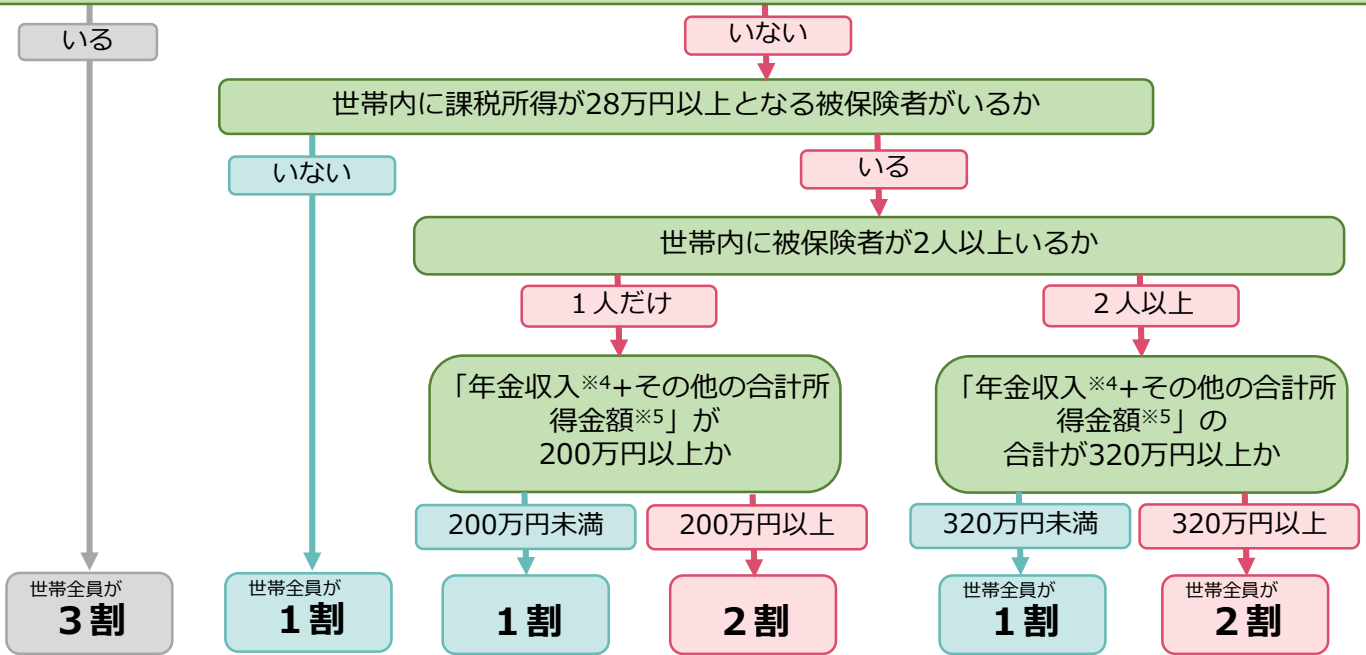 いる
いない
世帯内に課税所得が28万円以上となる被保険者がいるか
いない
いる
世帯内に被保険者が2人以上いるか
１人だけ
２人以上
「年金収入※4+その他の合計所
得金額※5」が
200万円以上か
「年金収入※4+その他の合計所
得金額※5」の
合計が320万円以上か
200万円未満
200万円以上
320万円未満
320万円以上
世帯全員が
３割
世帯全員が
１割
１割
２割
世帯全員が
１割
世帯全員が
２割